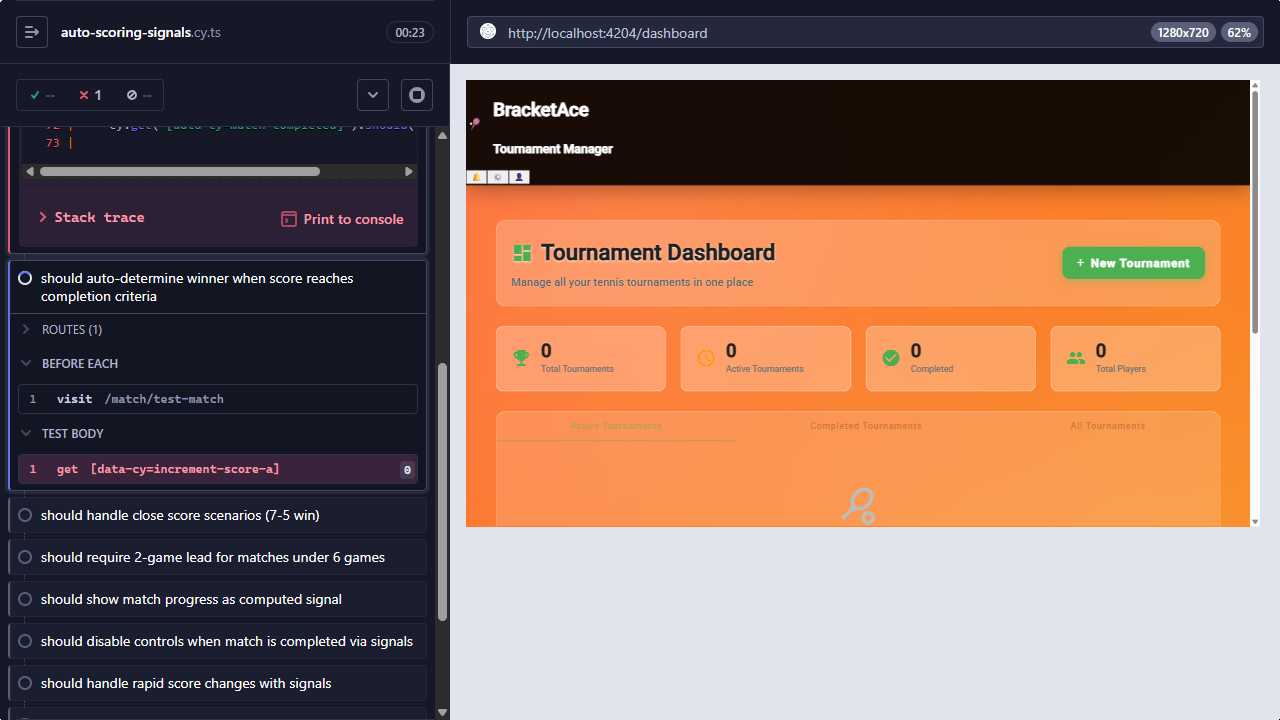 auto-scoring-signals.cy.ts
00:23
http://localhost:4204/dashboard
1280x720
62%
--
1
--
72 | cy.get('[data-cy=match-completed]').should(
73 |
Stack trace
Print to console
should auto-determine winner when score reaches
completion criteria
ROUTES (1)
BEFORE EACH
1 visit /match/test-match
TEST BODY
1 get [data-cy=increment-score-a] 0
should handle close score scenarios (7-5 win)
should require 2-game lead for matches under 6 games
should show match progress as computed signal
should disable controls when match is completed via signals
should handle rapid score changes with signals
BracketAce
Tournament Manager
Tournament Dashboard
Manage all your tennis tournaments in one place
+ New Tournament
0
Total Tournaments
0
Active Tournaments
0
Completed
0
Total Players
Active Tournaments
Completed Tournaments
All Tournaments